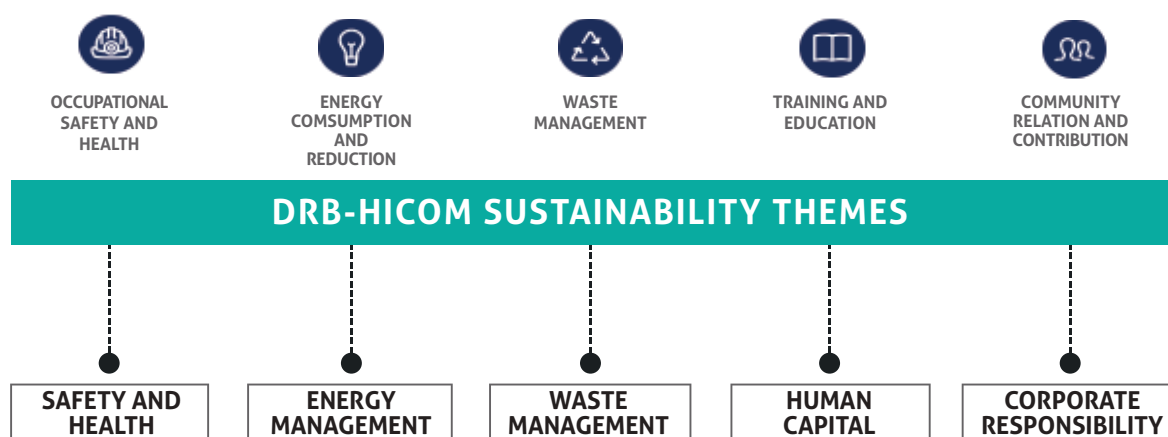 OCCUPATIONAL
SAFETY AND
HEALTH
ENERGY
COMSUMPTION
AND
REDUCTION
WASTE
MANAGEMENT
TRAINING AND
EDUCATION
COMMUNITY
RELATION AND
CONTRIBUTION
DRB-HICOM SUSTAINABILITY THEMES
SAFETY AND
HEALTH
ENERGY
MANAGEMENT
WASTE
MANAGEMENT
HUMAN
CAPITAL
CORPORATE
RESPONSIBILITY